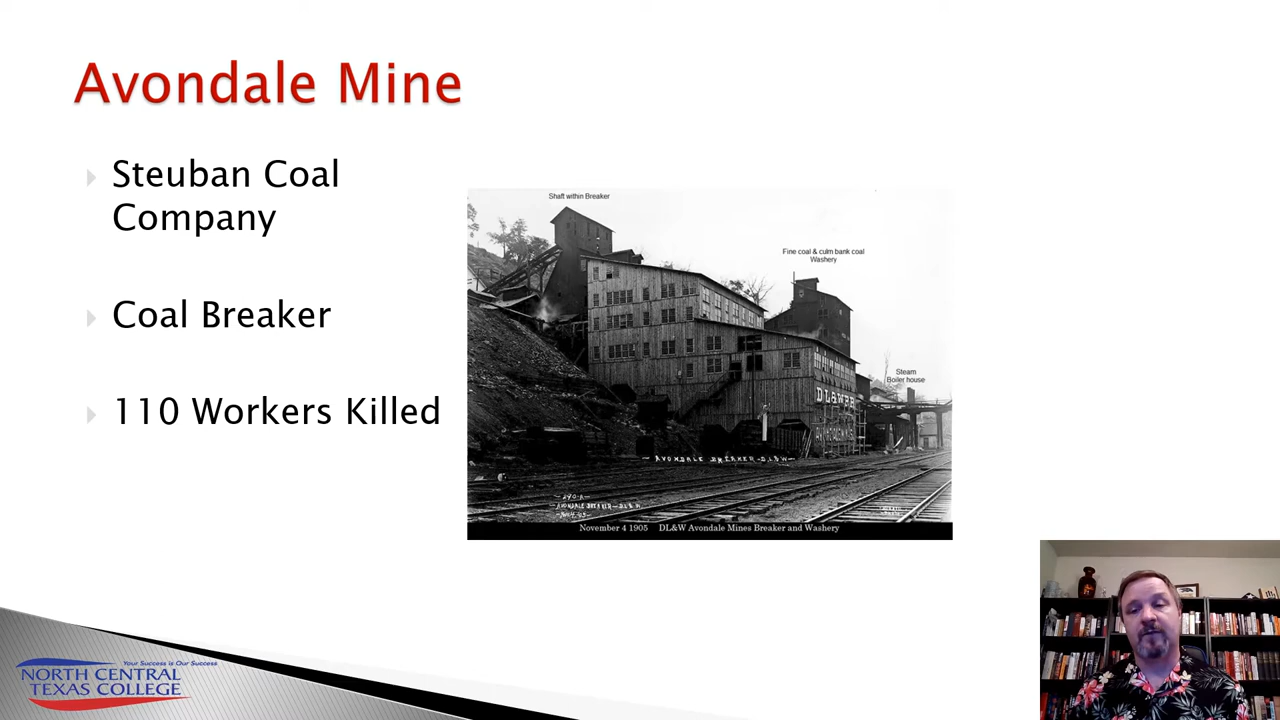 Avondale Mine
Steuban Coal
Company
Coal Breaker
110 Workers Killed
Shaft within Breaker
Fine coal & culm bank coal
Washery
Steam
Boiler house
AVONDALE BREAKER-DL&W
November 4 1905 DL&W Avondale Mines Breaker and Washery
Your Success is Our Success
NORTH CENTRAL
TEXAS COLLEGE